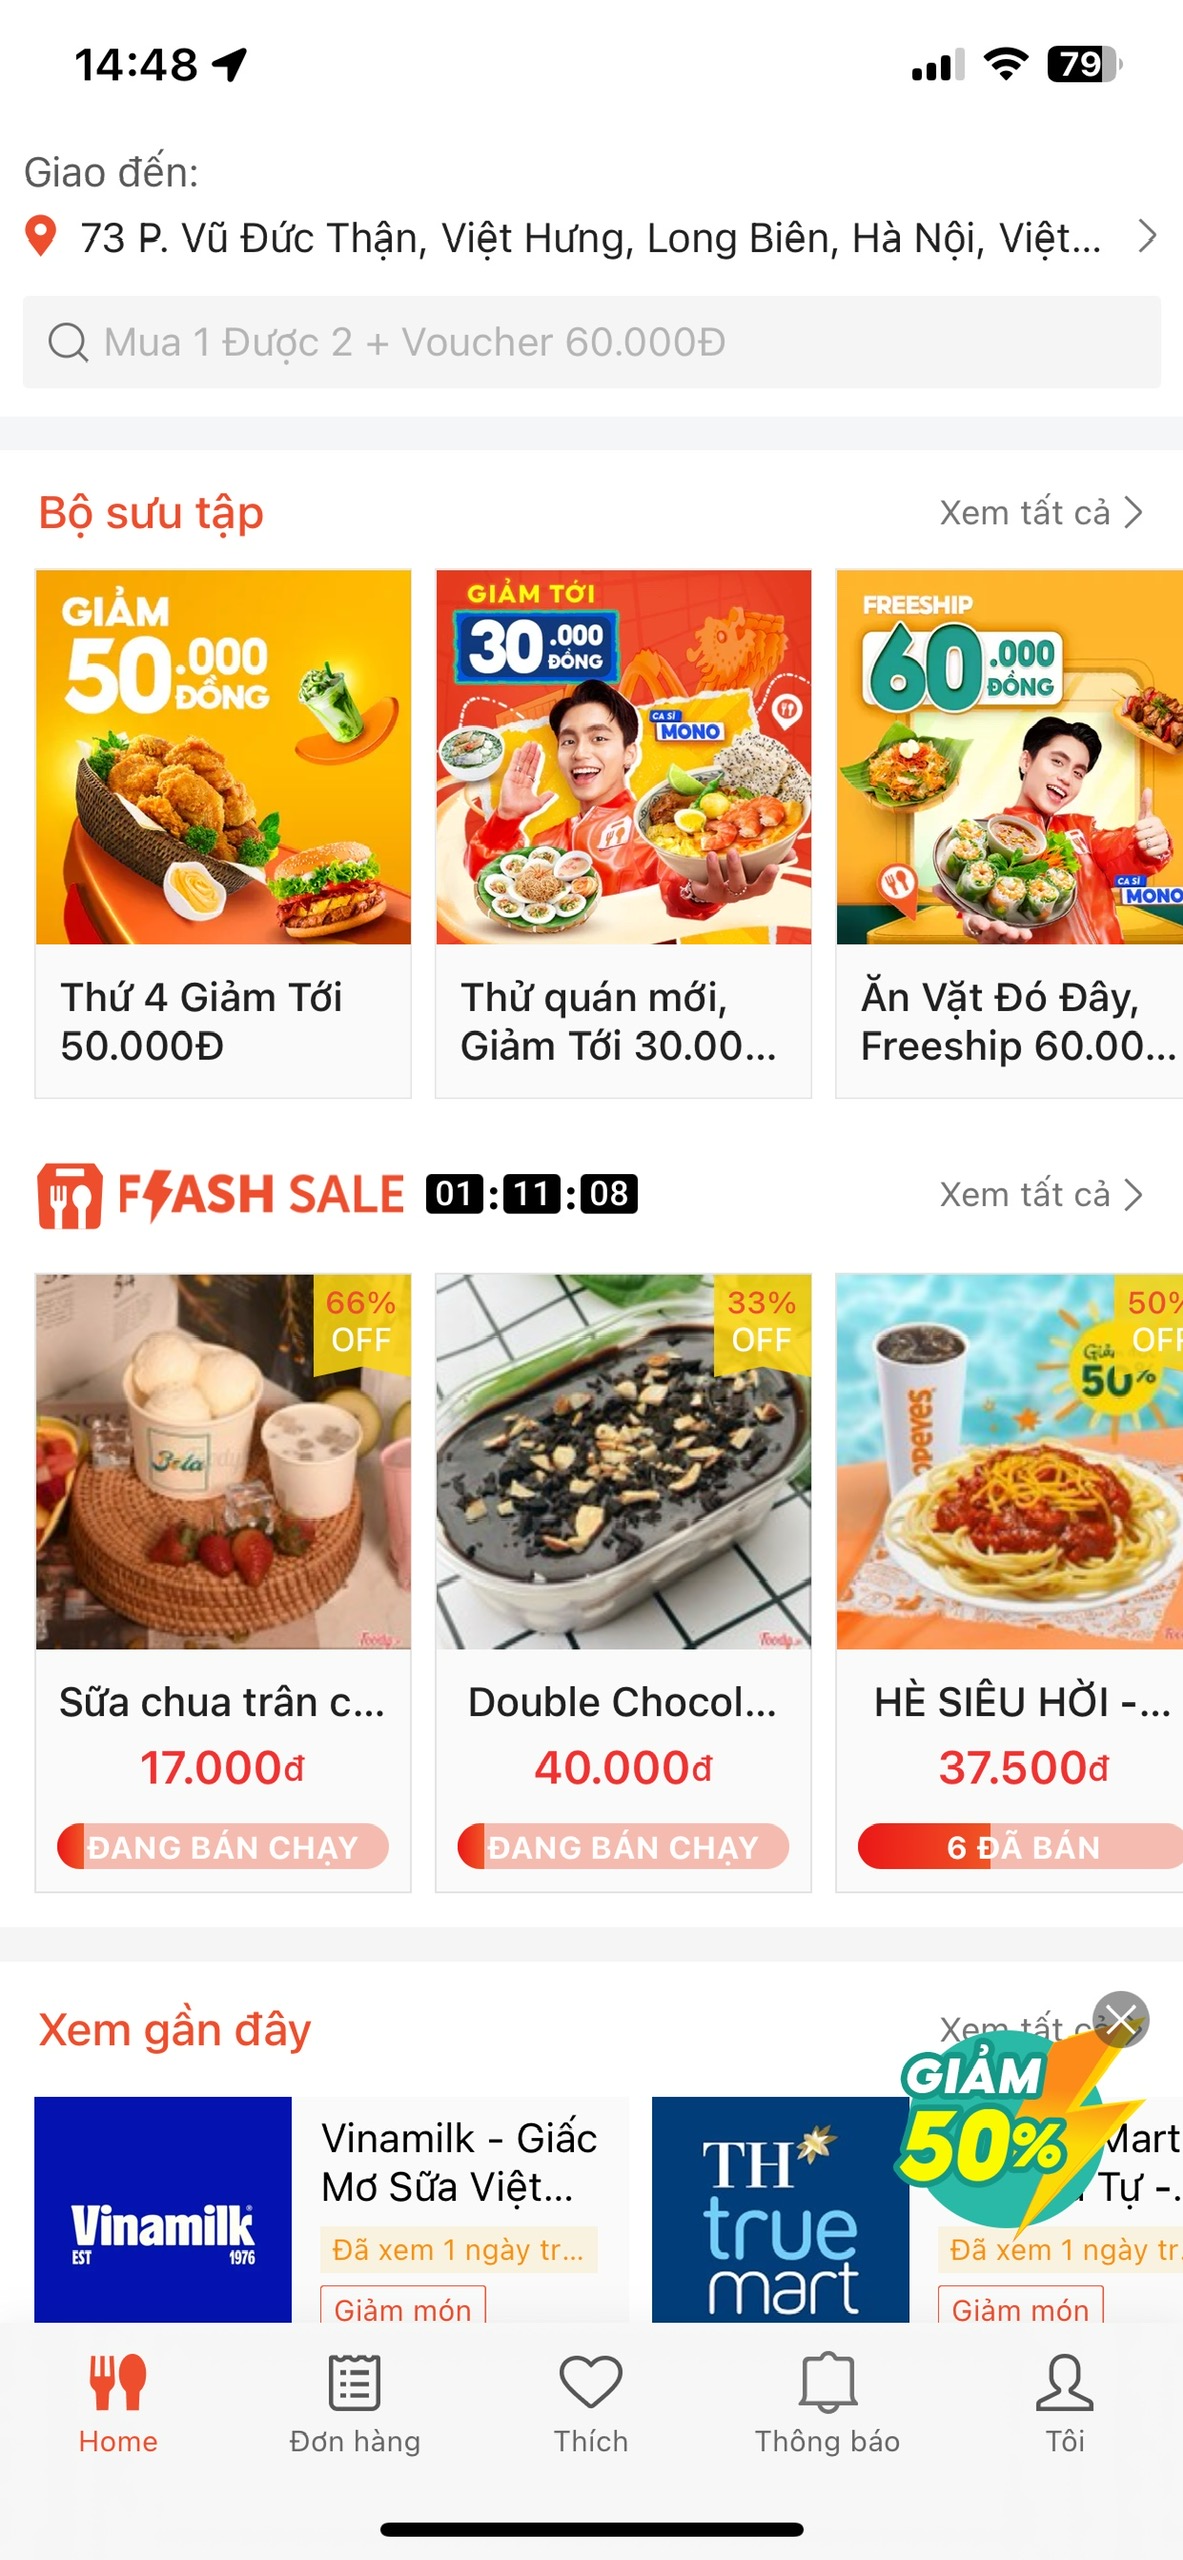 14:48
79
Giao đến:
73 P. Vũ Đức Thận, Việt Hưng, Long Biên, Hà Nội, Việt...
Mua 1 Được 2 + Voucher 60.000Đ
Bộ sưu tập
Xem tất cả
GIẢM
50.000
ĐỒNG
GIẢM TỚI
30.000
ĐỒNG
CA SĨ
MONO
FREESHIP
60.000
ĐỒNG
CA SĨ
MONO
Thứ 4 Giảm Tới
50.000Đ
Thử quán mới,
Giảm Tới 30.00...
Ăn Vặt Đó Đây,
Freeship 60.00...
FLASH SALE
01:11:08
Xem tất cả
66%
OFF
33%
OFF
50%
OFF
Giảm
50%
POPEYES
Foody
Foody
Sữa chua trân c...
Double Chocol...
HÈ SIÊU HỜI -...
17.000đ
40.000đ
37.500đ
ĐANG BÁN CHẠY
ĐANG BÁN CHẠY
6 ĐÃ BÁN
Xem gần đây
Xem tất cả
GIẢM
50%
Vinamilk
EST 1976
Vinamilk - Giấc
Mơ Sữa Việt...
Đã xem 1 ngày tr...
Giảm món
TH
true
mart
Mart
Tự -...
Đã xem 1 ngày tr...
Giảm món
Home
Đơn hàng
Thích
Thông báo
Tôi